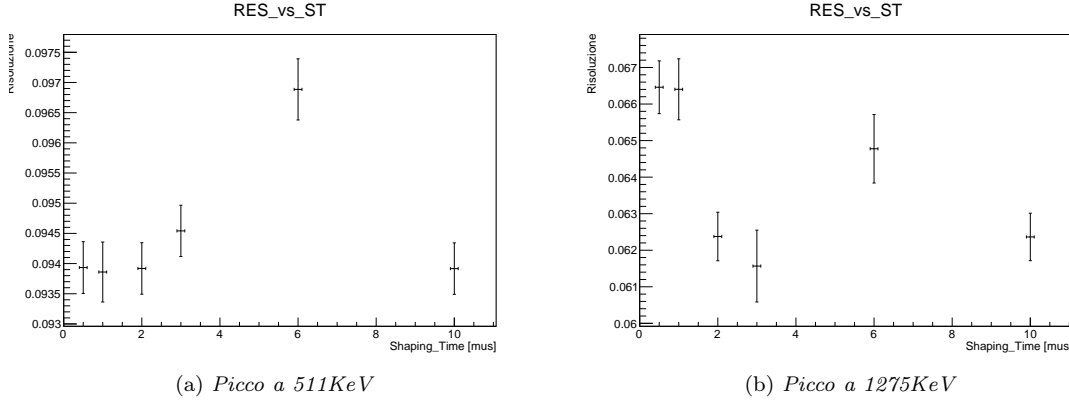 RES_vs_ST
Risoluzione
0.0975
0.097
0.0965
0.096
0.0955
0.095
0.0945
0.094
0.0935
0.093
0 2 4 6 8 10
Shaping_Time [mus]
(a) Picco a 511KeV
RES_vs_ST
Risoluzione
0.067
0.066
0.065
0.064
0.063
0.062
0.061
0.06
0 2 4 6 8 10
Shaping_Time [mus]
(b) Picco a 1275KeV